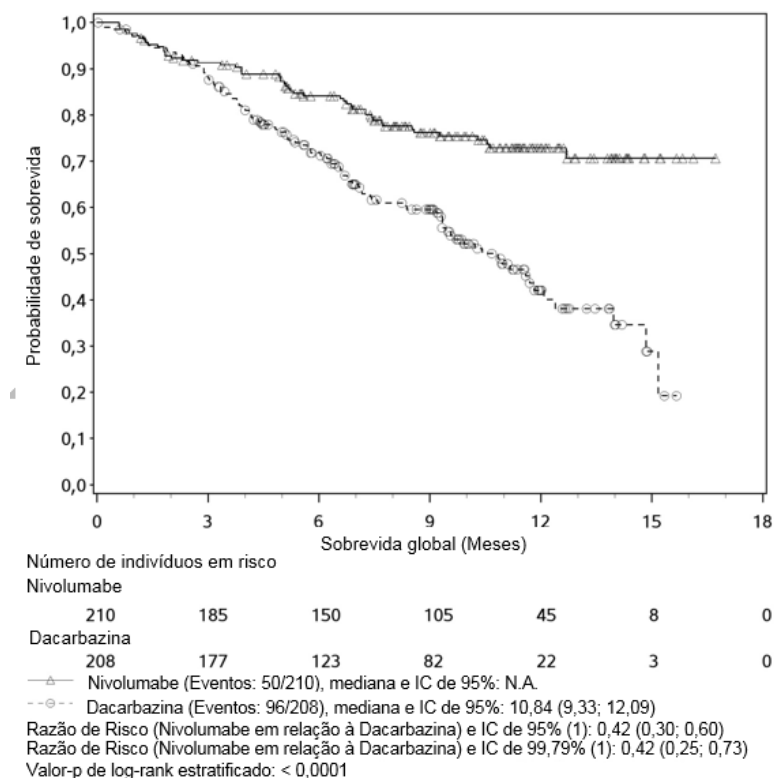 1,0
0,9
0,8
0,7
0,6
0,5
0,4
0,3
0,2
0,1
0,0
Probabilidade de sobrevida
0 3 6 9 12 15 18
Sobrevida global (Meses)
Número de indivíduos em risco
Nivolumabe
210 185 150 105 45 8 0
Dacarbazina
208 177 123 82 22 3 0
Nivolumabe (Eventos: 50/210), mediana e IC de 95%: N.A.
Dacarbazina (Eventos: 96/208), mediana e IC de 95%: 10,84 (9,33; 12,09)
Razão de Risco (Nivolumabe em relação à Dacarbazina) e IC de 95% (1): 0,42 (0,30; 0,60)
Razão de Risco (Nivolumabe em relação à Dacarbazina) e IC de 99,79% (1): 0,42 (0,25; 0,73)
Valor-p de log-rank estratificado: < 0,0001